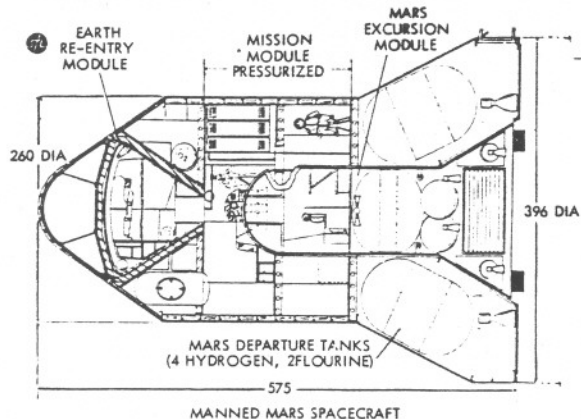 EARTH
RE-ENTRY
MODULE
MISSION
MODULE
PRESSURIZED
MARS
EXCURSION
MODULE
260 DIA
396 DIA
MARS DEPARTURE TANKS
(4 HYDROGEN, 2FLOURINE)
575
MANNED MARS SPACECRAFT